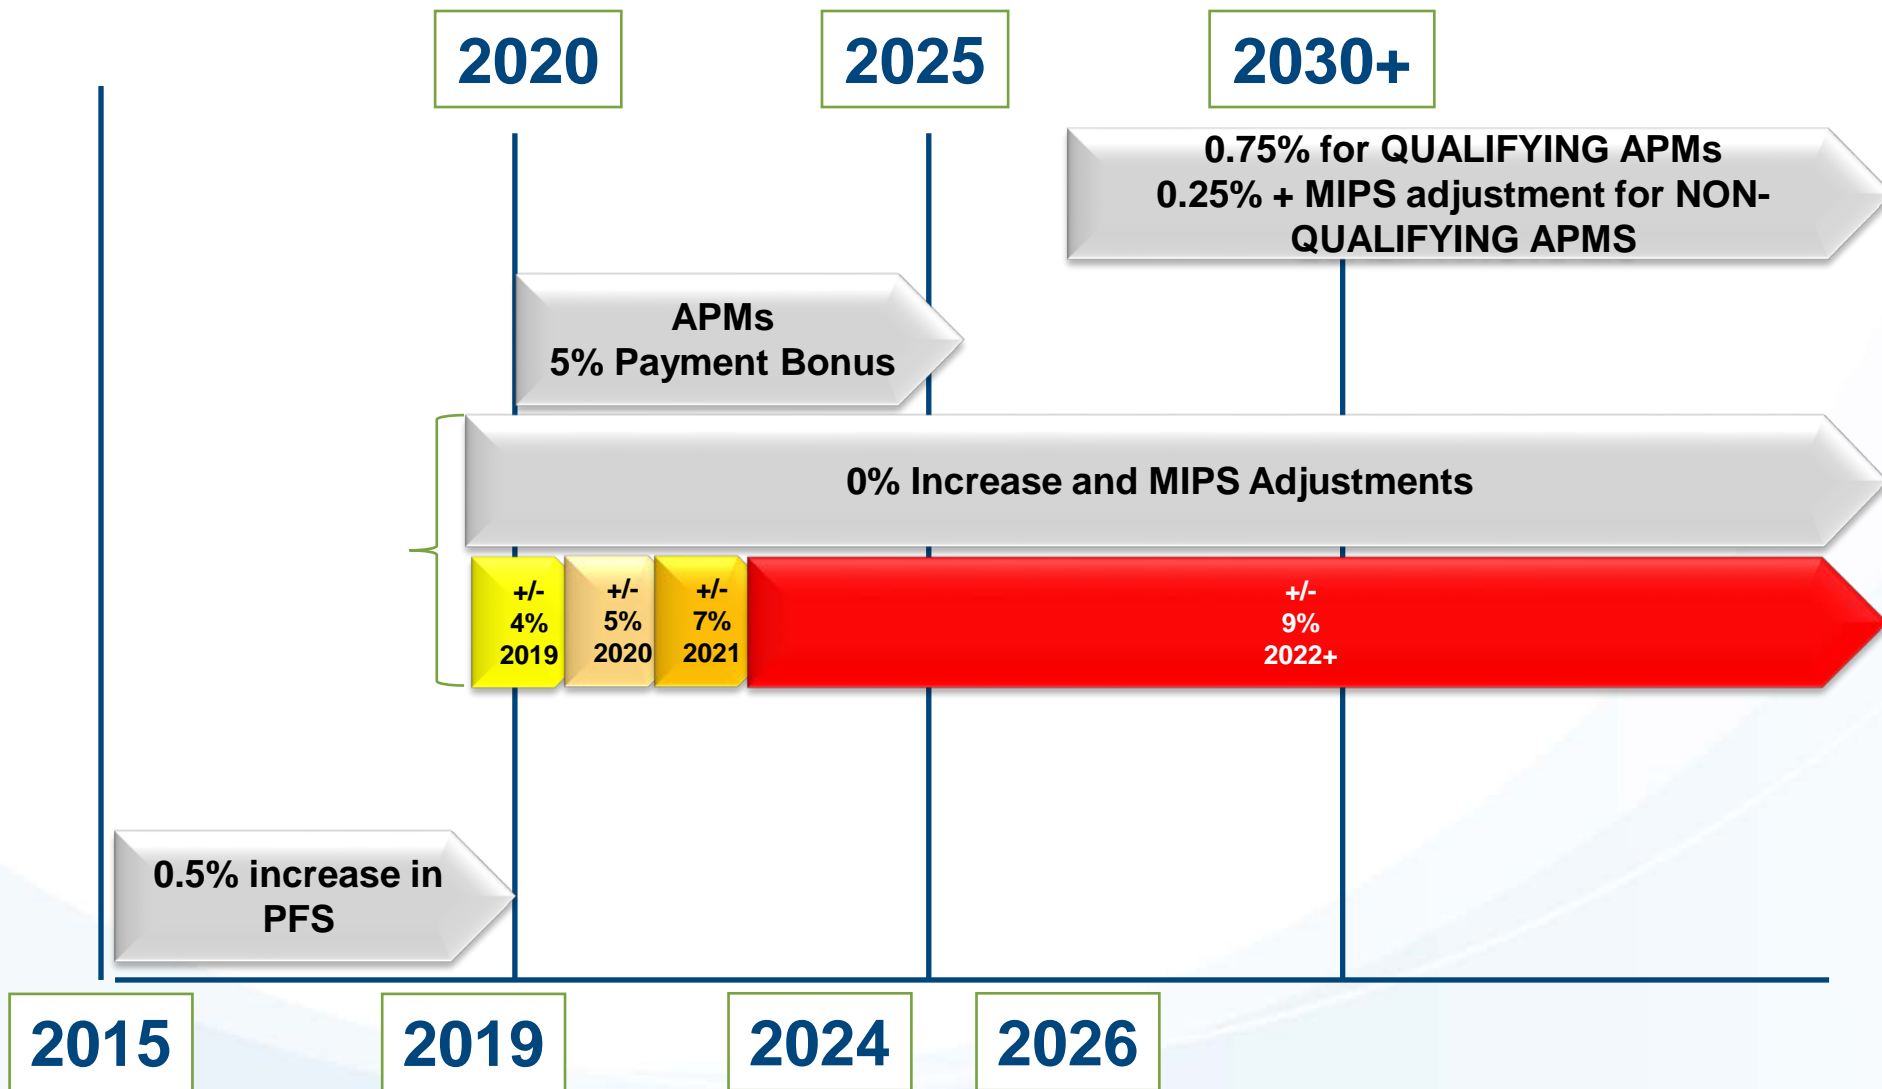 2020
2025
2030+
0.75% for QUALIFYING APMs
0.25% + MIPS adjustment for NON-
QUALIFYING APMS
APMs
5% Payment Bonus
0% Increase and MIPS Adjustments
+/-
4%
2019
+/-
5%
2020
+/-
7%
2021
+/-
9%
2022+
0.5% increase in
PFS
2015
2019
2024
2026